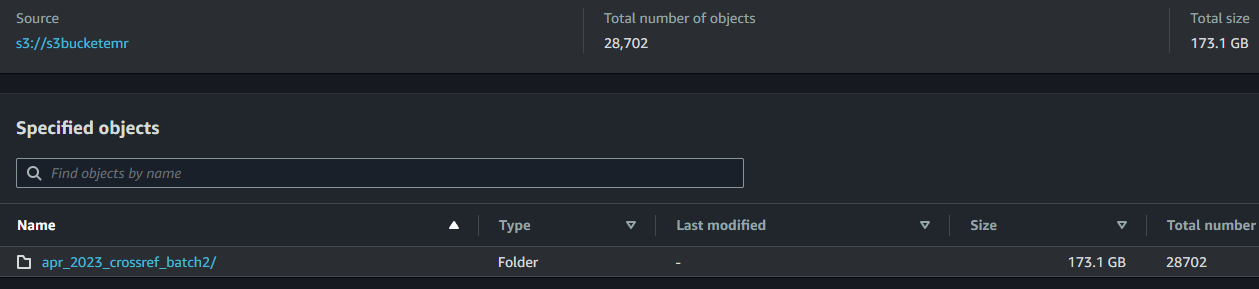 Source Total number of objects Total size
s3://s3bucketemr 28,702 173.1 GB
Specified objects
Find objects by name
Name Type Last modified Size Total number
apr_2023_crossref_batch2/ Folder - 173.1 GB 28702